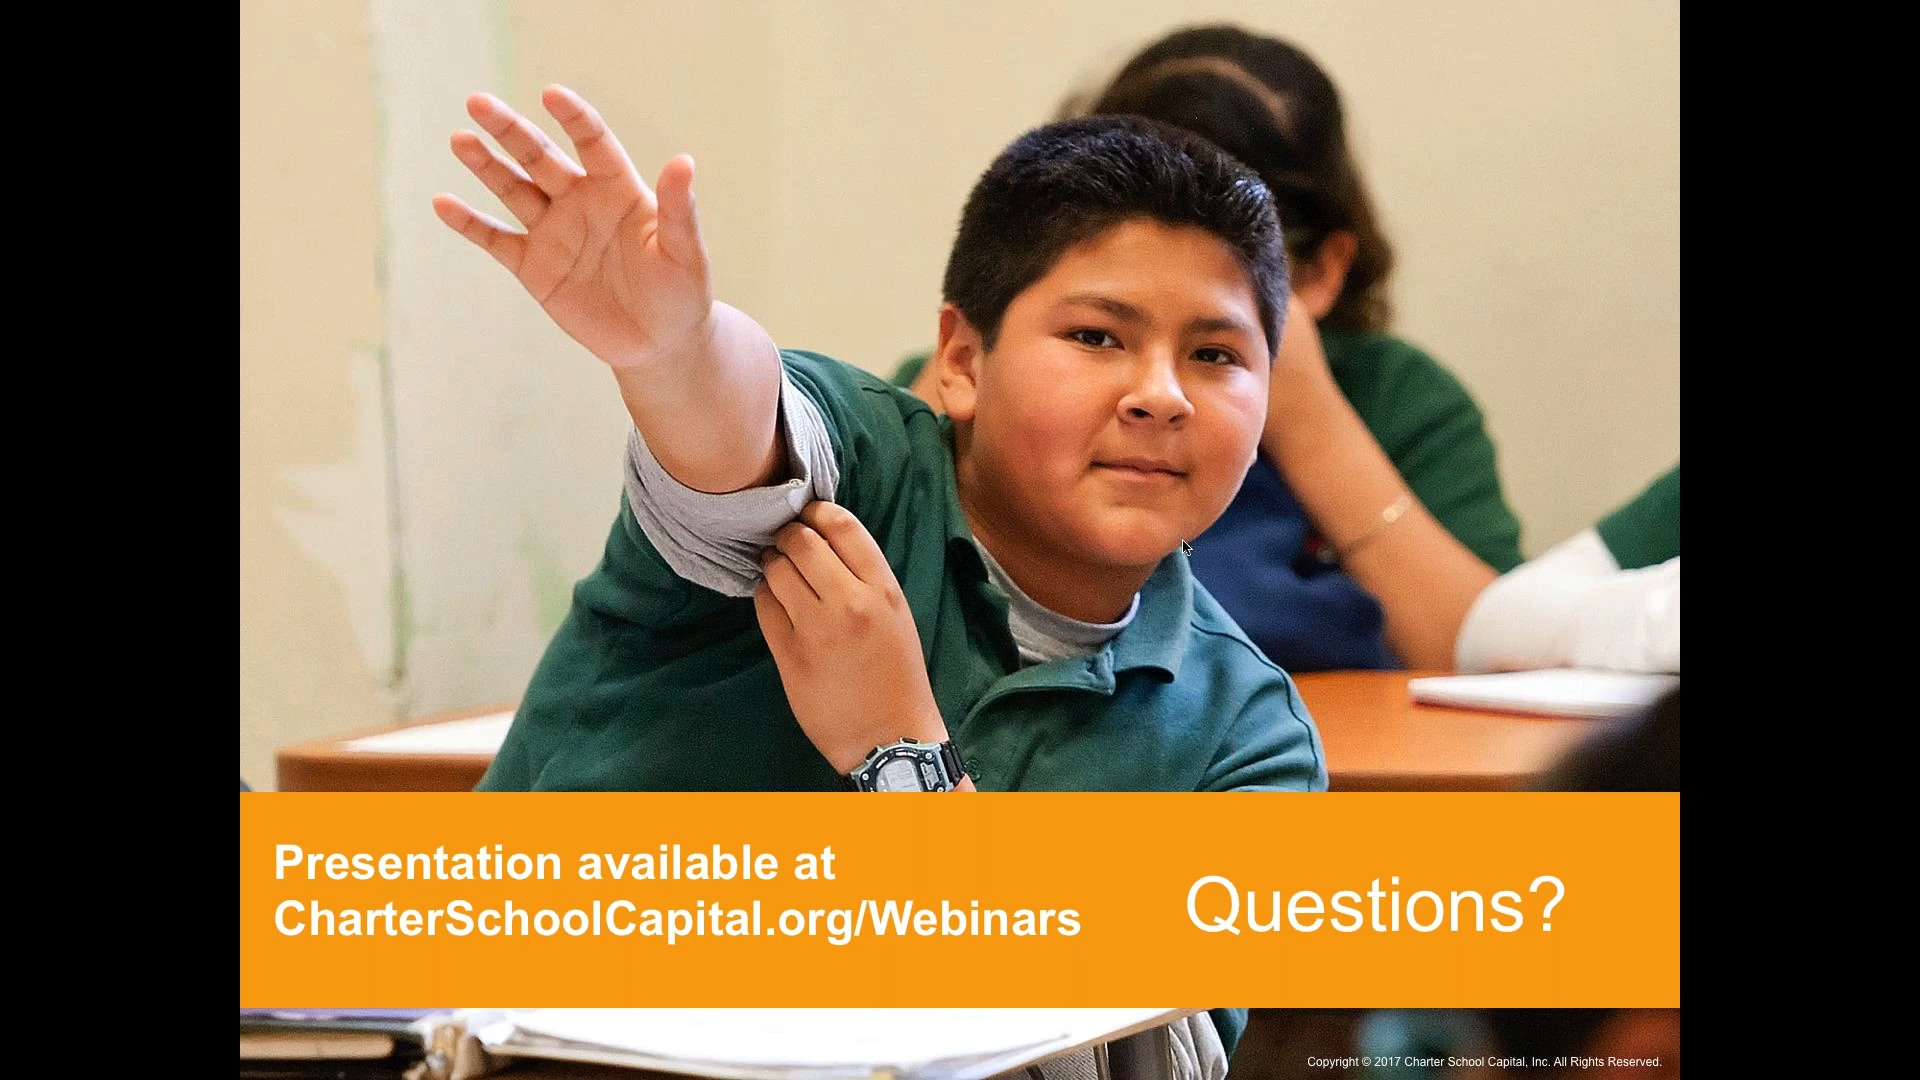 Presentation available at
CharterSchoolCapital.org/Webinars
Questions?
Copyright © 2017 Charter School Capital, Inc. All Rights Reserved.